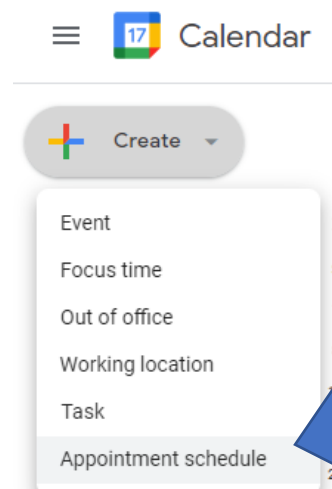 17 Calendar
Create
Event
Focus time
Out of office
Working location
Task
Appointment schedule